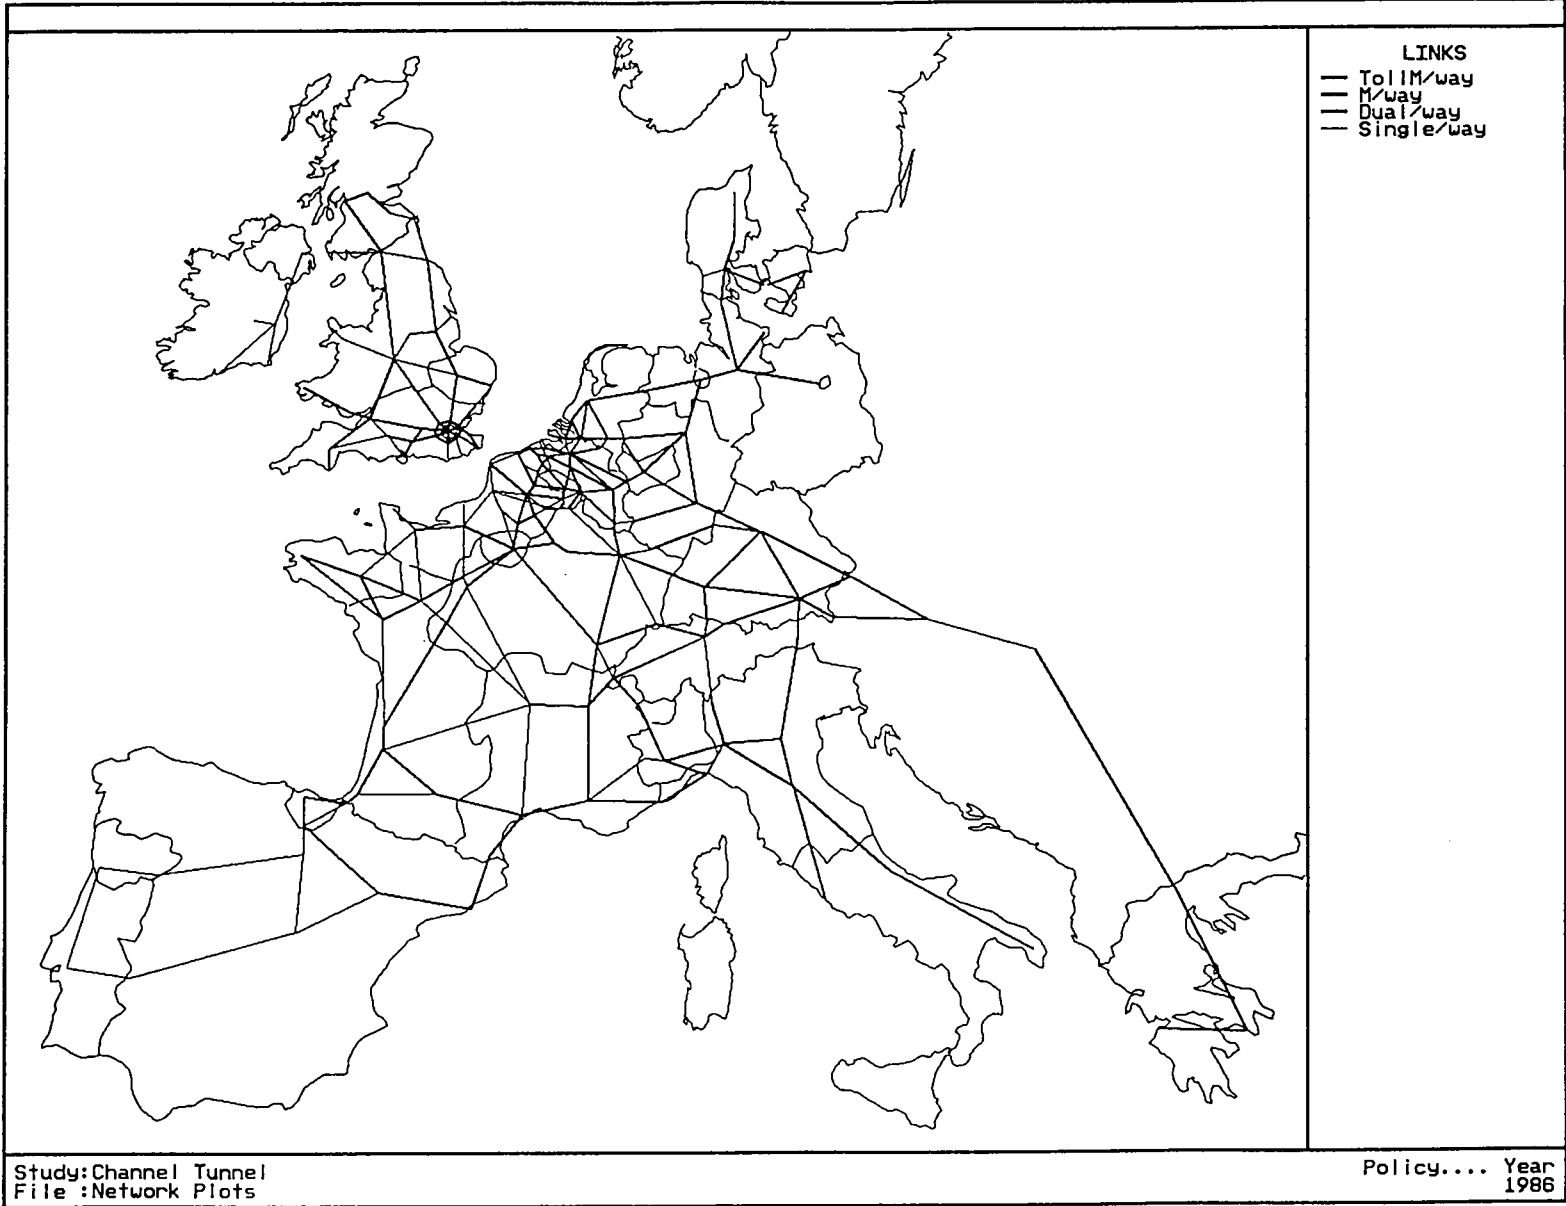 LINKS
TollM/way
M/way
Dual/way
Single/way
Study:Channel Tunnel
File :Network Plots
Policy.... Year
1986